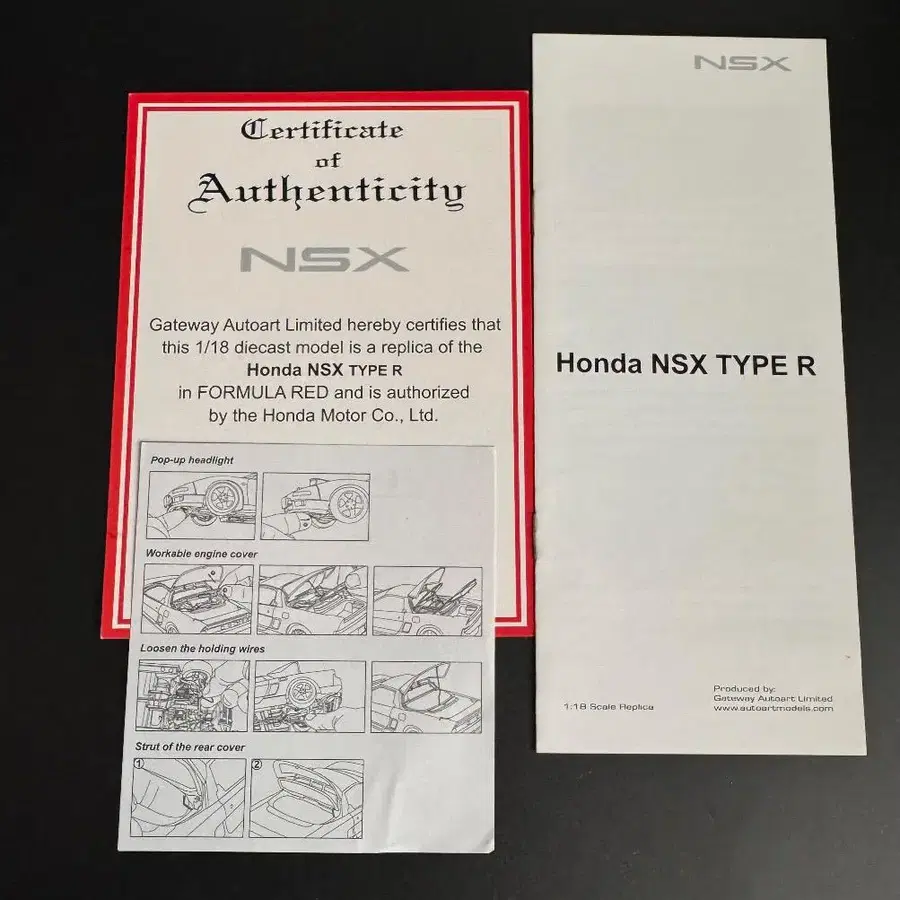 Certificate
of
Authenticity
NSX
Gateway Autoart Limited hereby certifies that
this 1/18 diecast model is a replica of the
Honda NSX TYPE R
in FORMULA RED and is authorized
by the Honda Motor Co., Ltd.
Pop-up headlight
Workable engine cover
Loosen the holding wires
Strut of the rear cover
1
2
NSX
Honda NSX TYPE R
1:18 Scale Replica
Produced by:
Gateway Autoart Limited
www.autoartmodels.com